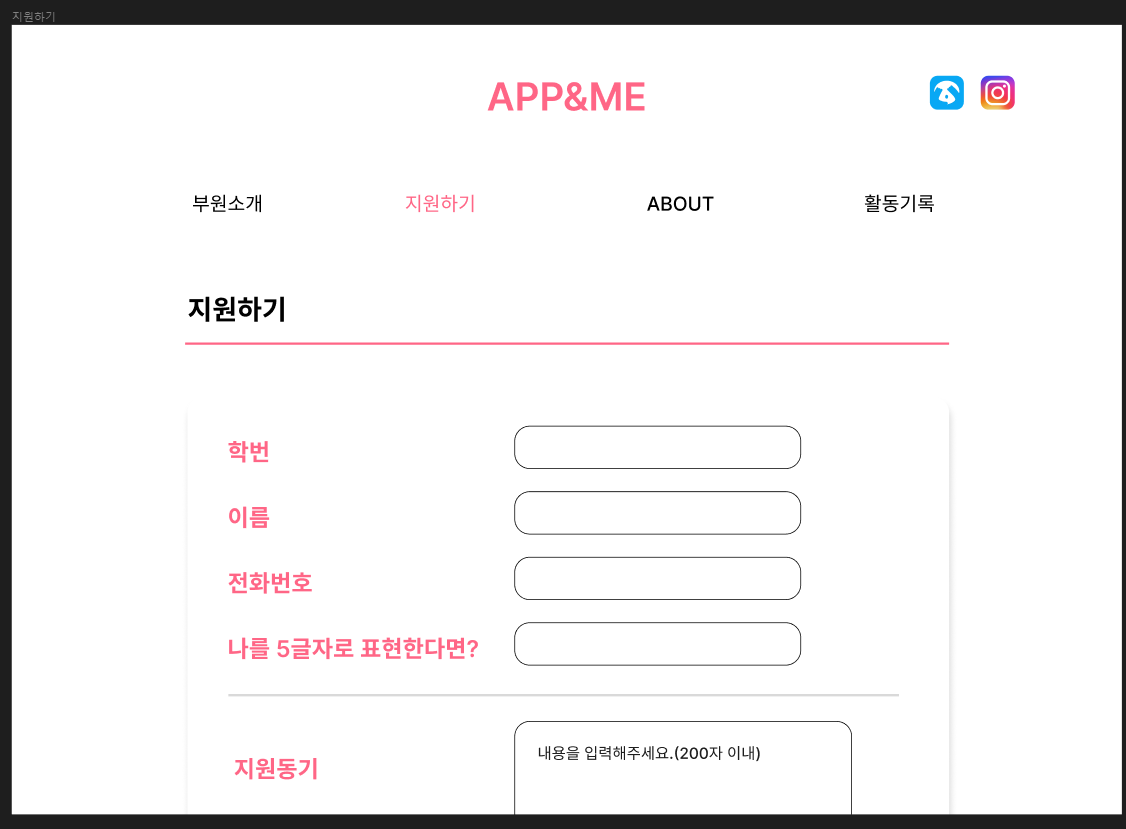 지원하기
APP&ME
부원소개 지원하기 ABOUT 활동기록
지원하기
학번
이름
전화번호
나를 5글자로 표현한다면?
지원동기
내용을 입력해주세요.(200자 이내)